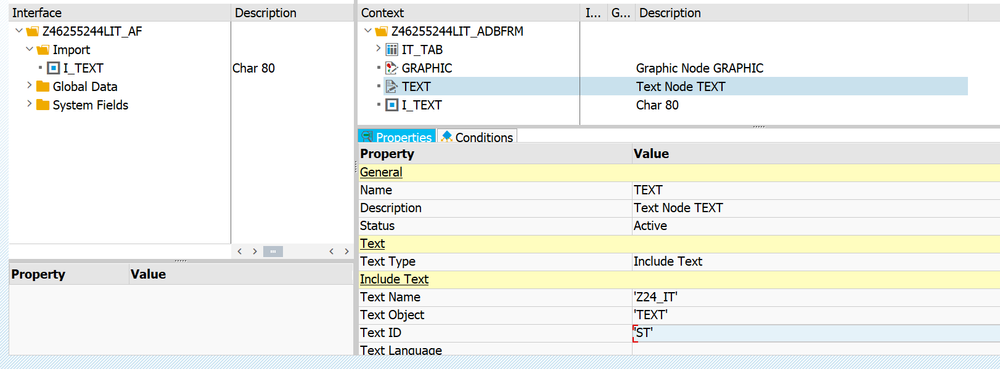 Interface Description
Z46255244LIT_AF
Import
I_TEXT Char 80
Global Data
System Fields
Property Value
Context I... G... Description
Z46255244LIT_ADBFRM
IT_TAB
GRAPHIC Graphic Node GRAPHIC
TEXT Text Node TEXT
I_TEXT Char 80
Properties Conditions
Property Value
General
Name TEXT
Description Text Node TEXT
Status Active
Text
Text Type Include Text
Include Text
Text Name 'Z24_IT'
Text Object 'TEXT'
Text ID 'ST'
Text Language